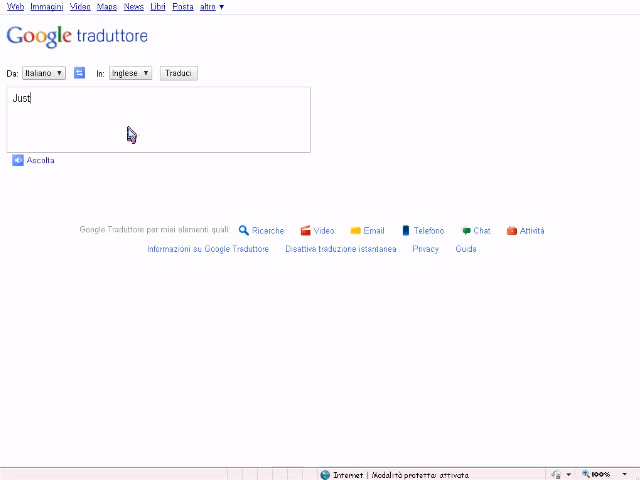 Web Immagini Video Maps News Libri Posta altro ▼
Google traduttore
Da: Italiano ▼ In: Inglese ▼ Traduci
Just
Ascolta
Google Traduttore per miei elementi quali: Ricerche Video Email Telefono Chat Attività
Informazioni su Google Traduttore Disattiva traduzione istantanea Privacy Guida
Internet | Modalità protetta: attivata 100%